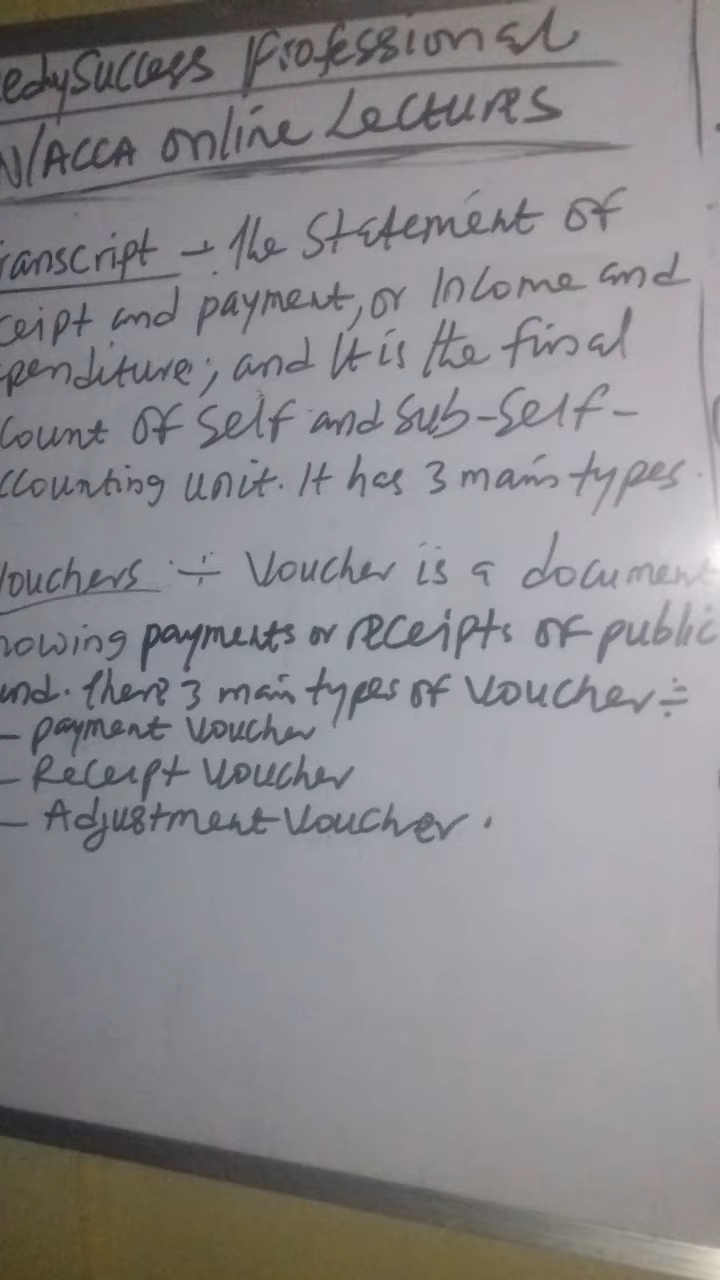 edySuccess Professional
N/ACCA online Lectures
ranscript - The Statement of
ceipt and payment, or Income and
penditure; and It is the final
count of Self and Sub-Self-
ccounting unit. It has 3 main types.
Vouchers :- Voucher is a document
howing payments or receipts of public
und. there 3 main types of Voucher ÷
- payment Voucher
- Receipt Voucher
- Adjustment Voucher.